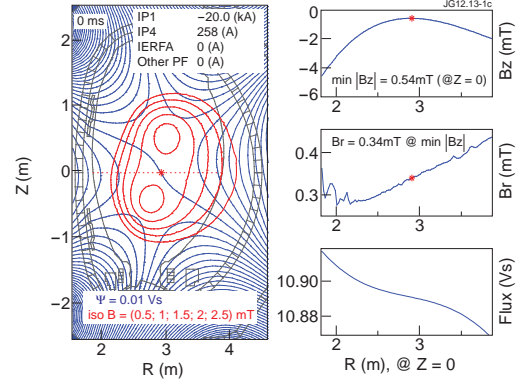 JG12.13-1c
0 ms
IP1 −20.0 (kA)
IP4 258 (A)
IERFA 0 (A)
Other PF 0 (A)
2
1
0
−1
−2
Z (m)
Ψ = 0.01 Vs
iso B = (0.5; 1; 1.5; 2; 2.5) mT
2 3 4
R (m)
0
−2
−4
−6
Bz (mT)
min |Bz| = 0.54mT (@Z = 0)
2 3
Br = 0.34mT @ min |Bz|
0.4
0.3
Br (mT)
2 3
10.90
10.88
Flux (Vs)
2 3
R (m), @ Z = 0